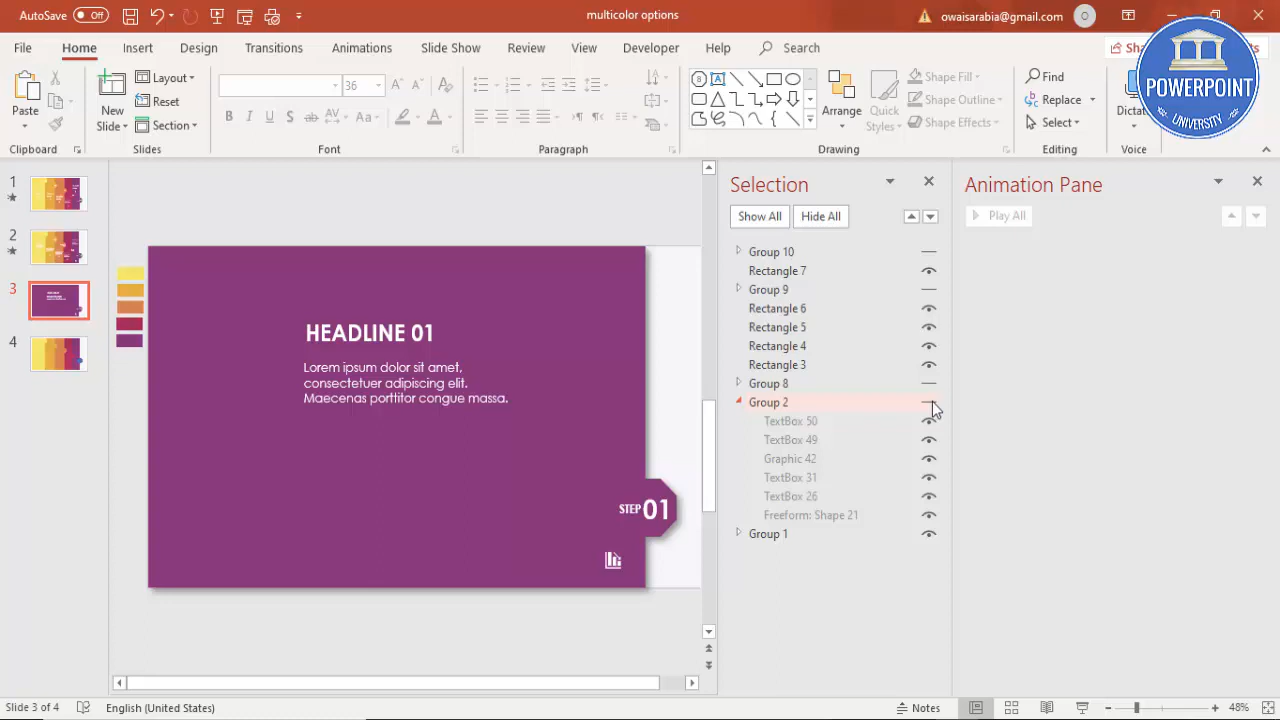 AutoSave Off
multicolor options
owaisarabia@gmail.com
O
File Home Insert Design Transitions Animations Slide Show Review View Developer Help Search
POWERPOINT
UNIVERSITY
Paste
Clipboard
New
Slide
Layout
Reset
Section
Slides
36
B I U S ab AV Aa A
Font
Paragraph
Arrange
Quick
Styles
Shape Fill
Shape Outline
Shape Effects
Drawing
Find
Replace
Select
Editing
Dictat
Voice
1
2
3
4
HEADLINE 01
Lorem ipsum dolor sit amet,
consectetuer adipiscing elit.
Maecenas porttitor congue massa.
STEP 01
Selection
Show All Hide All
Group 10
Rectangle 7
Group 9
Rectangle 6
Rectangle 5
Rectangle 4
Rectangle 3
Group 8
Group 2
TextBox 50
TextBox 49
Graphic 42
TextBox 31
TextBox 26
Freeform: Shape 21
Group 1
Animation Pane
Play All
Slide 3 of 4
English (United States)
Notes
48%